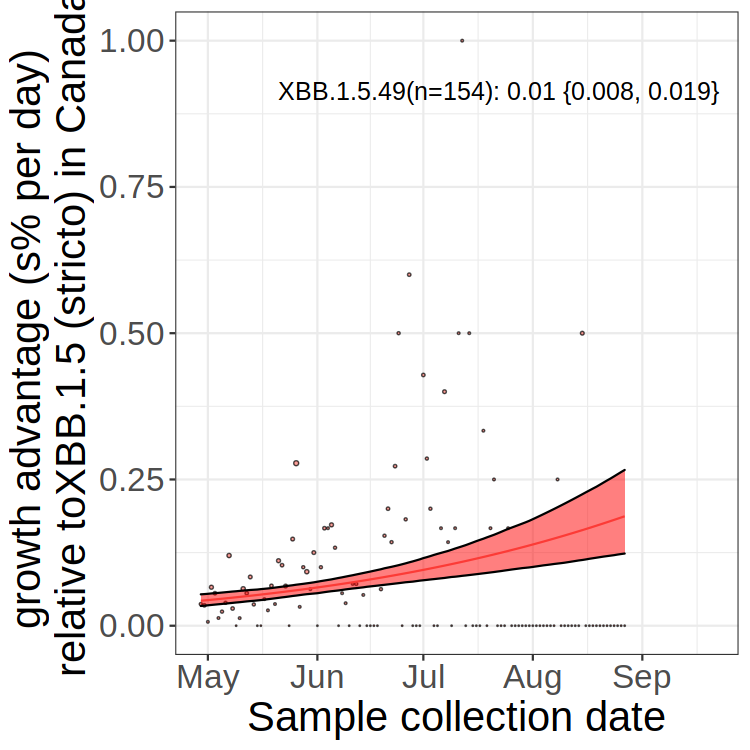 growth advantage (s% per day)
relative toXBB.1.5 (stricto) in Canada
1.00
XBB.1.5.49(n=154): 0.01 {0.008, 0.019}
0.75
0.50
0.25
0.00
May Jun Jul Aug Sep
Sample collection date